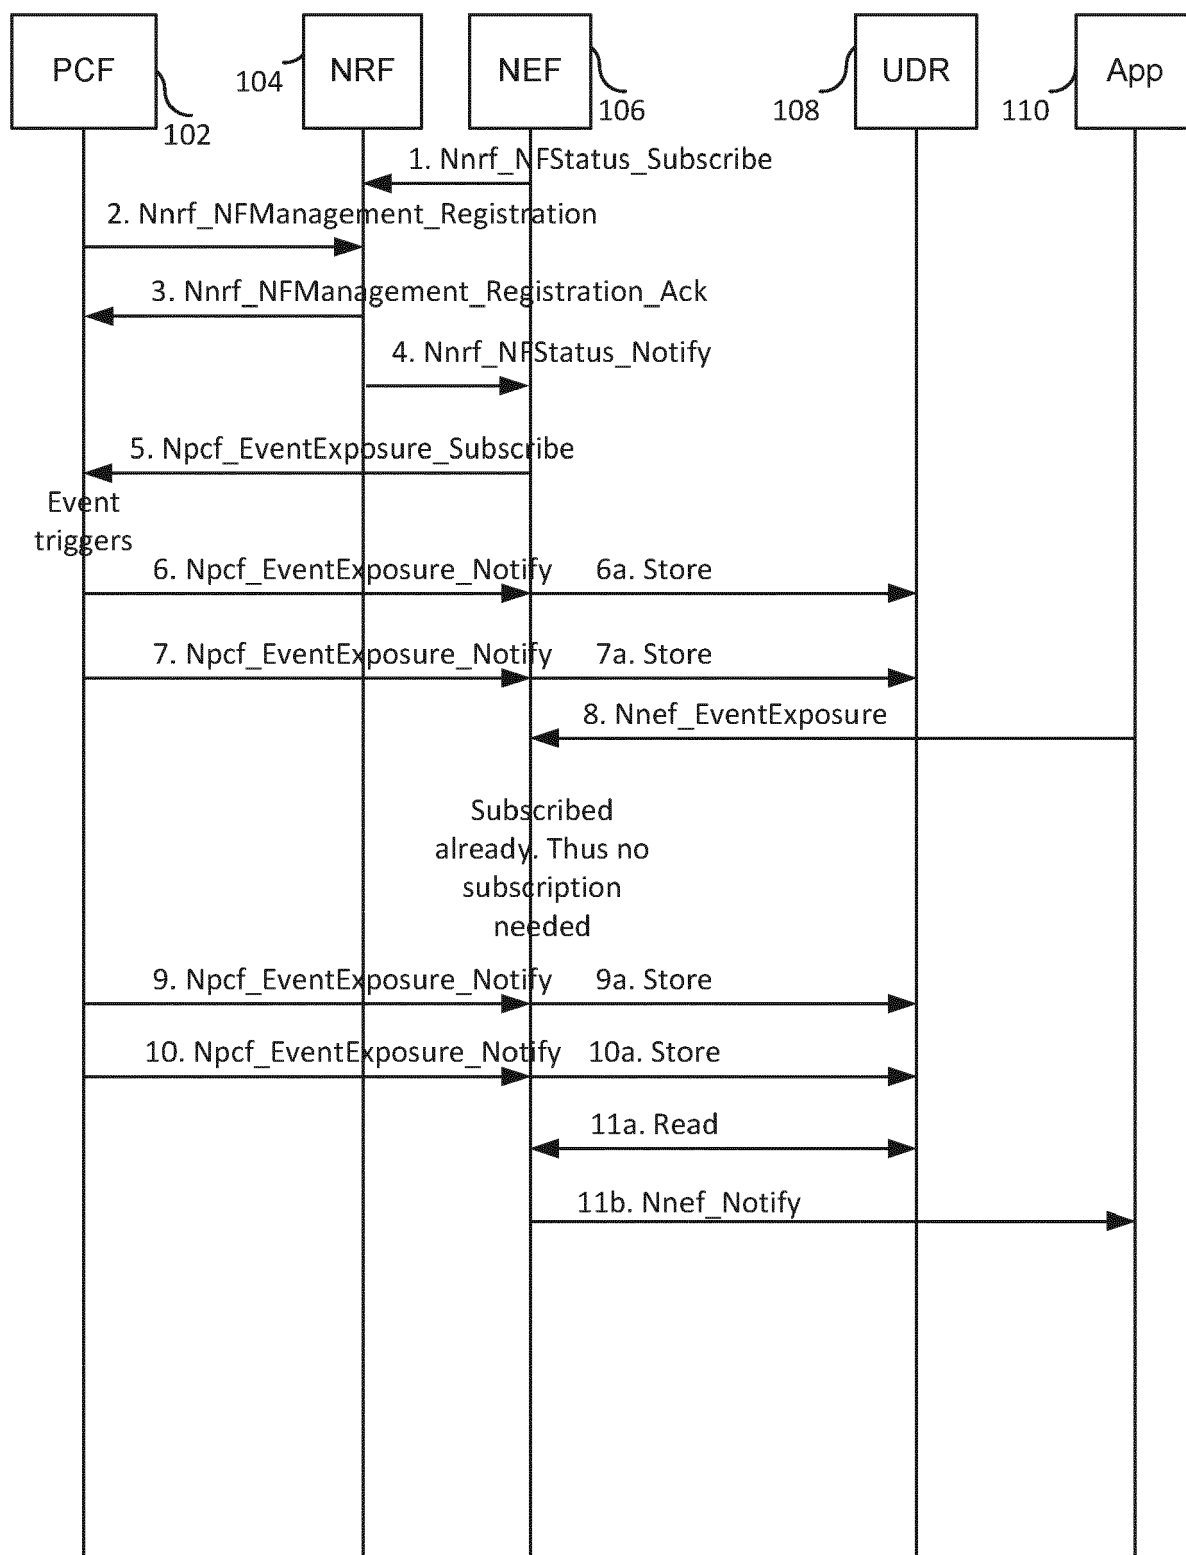 PCF
NRF
NEF
UDR
App
102
104
106
108
110
1. Nnrf_NFStatus_Subscribe
2. Nnrf_NFManagement_Registration
3. Nnrf_NFManagement_Registration_Ack
4. Nnrf_NFStatus_Notify
5. Npcf_EventExposure_Subscribe
Event
triggers
6. Npcf_EventExposure_Notify
6a. Store
7. Npcf_EventExposure_Notify
7a. Store
8. Nnef_EventExposure
Subscribed
already. Thus no
subscription
needed
9. Npcf_EventExposure_Notify
9a. Store
10. Npcf_EventExposure_Notify
10a. Store
11a. Read
11b. Nnef_Notify